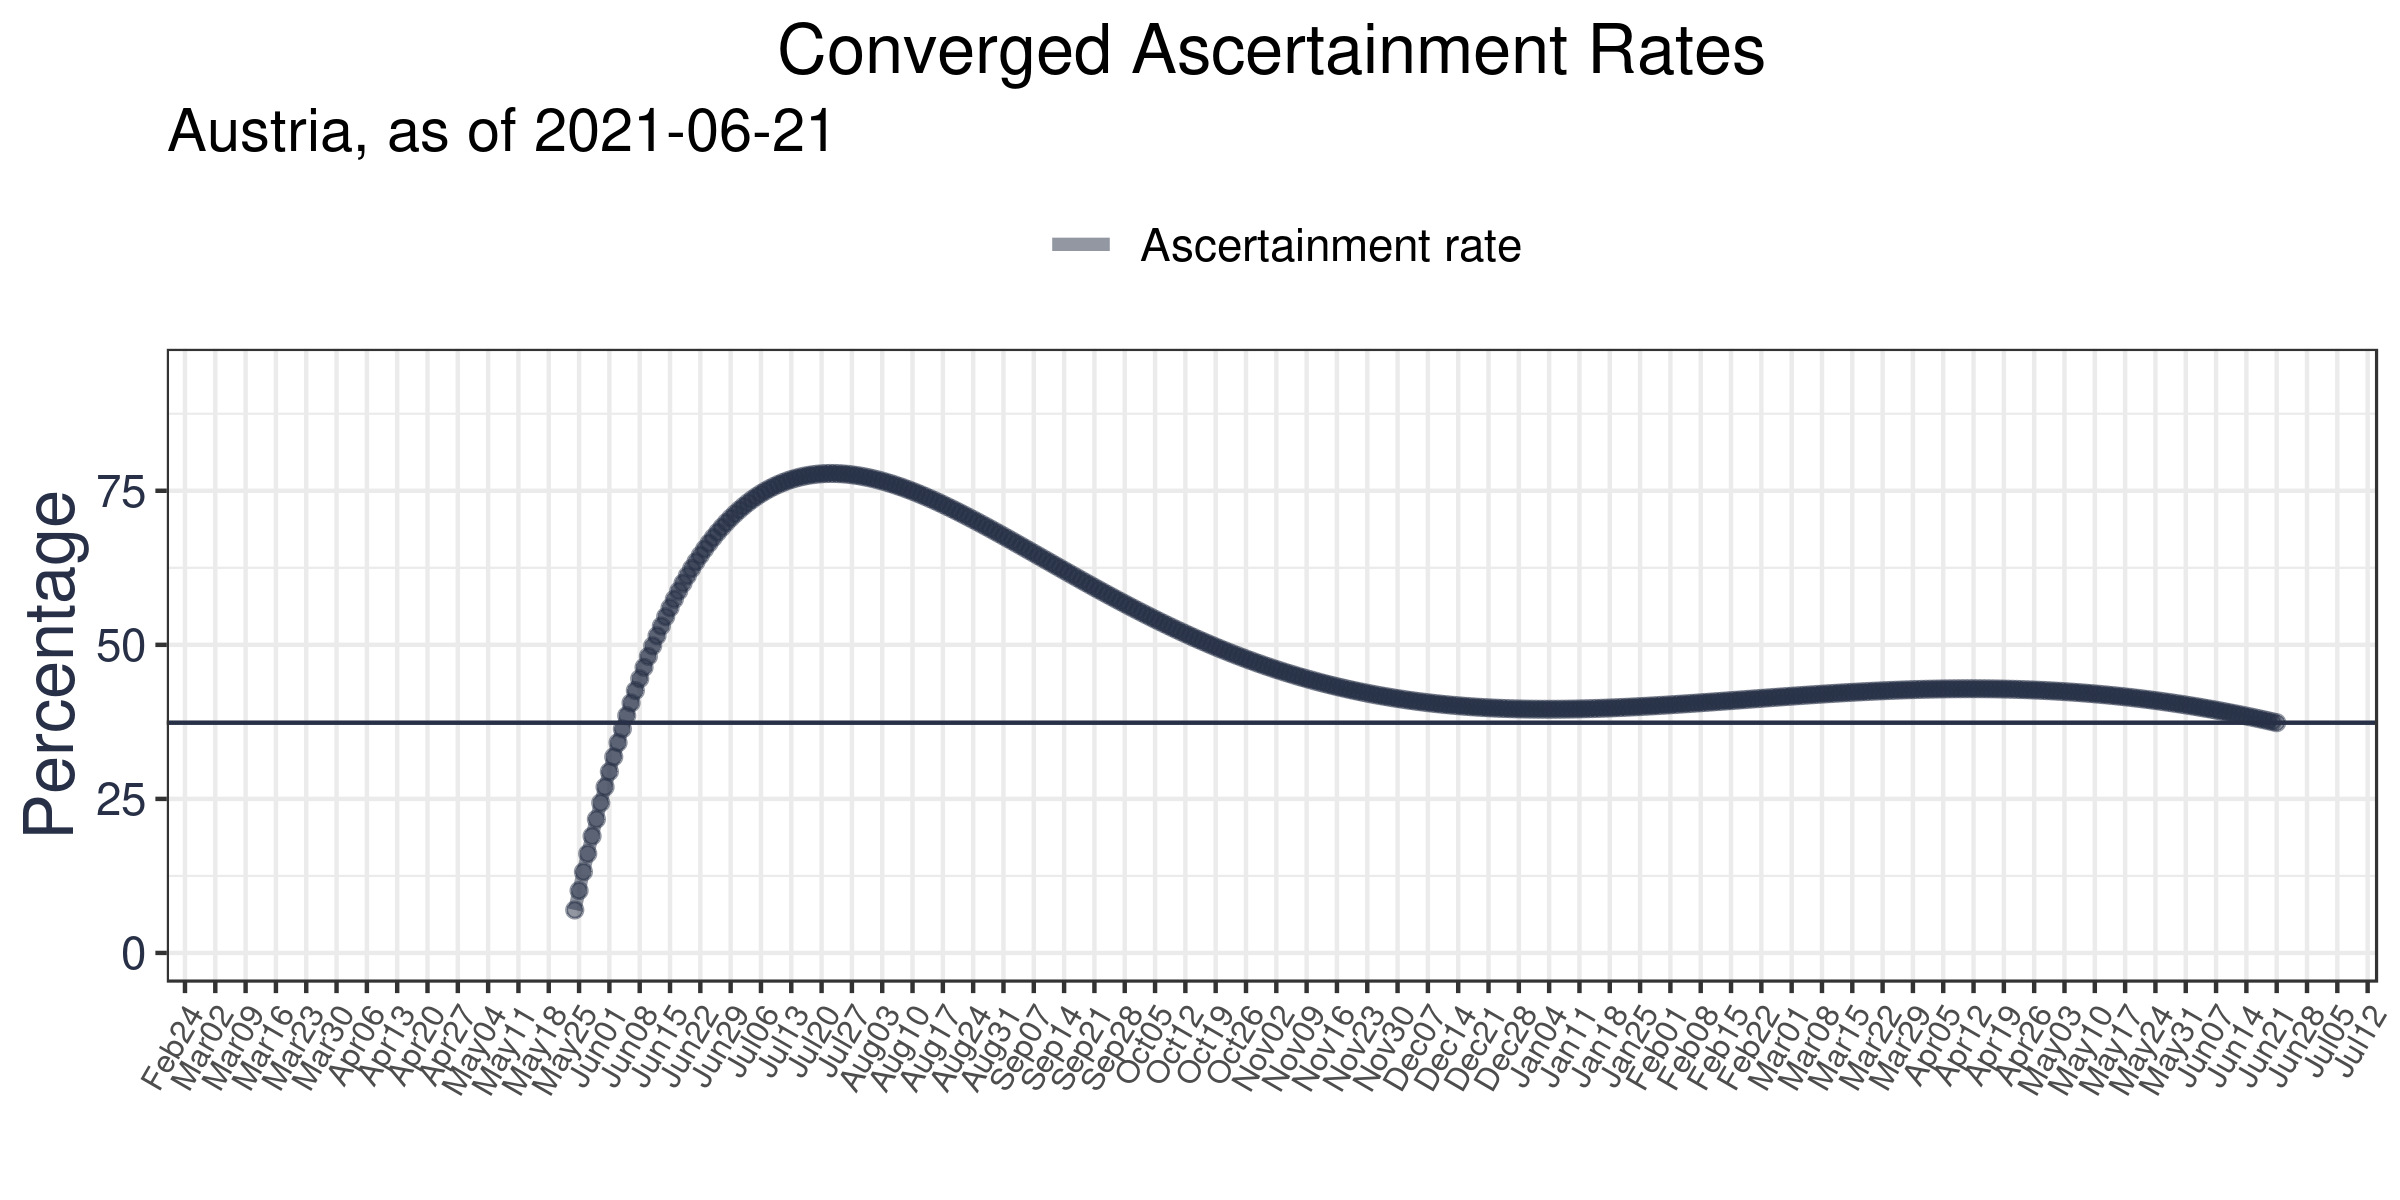 Converged Ascertainment Rates
Austria, as of 2021-06-21
Ascertainment rate
Percentage
75
50
25
0
Feb24
Mar02
Mar09
Mar16
Mar23
Mar30
Apr06
Apr13
Apr20
Apr27
May04
May11
May18
May25
Jun01
Jun08
Jun15
Jun22
Jun29
Jul06
Jul13
Jul20
Jul27
Aug03
Aug10
Aug17
Aug24
Aug31
Sep07
Sep14
Sep21
Sep28
Oct05
Oct12
Oct19
Oct26
Nov02
Nov09
Nov16
Nov23
Nov30
Dec07
Dec14
Dec21
Dec28
Dec04
Jan11
Jan18
Jan25
Feb01
Feb08
Feb15
Feb22
Mar01
Mar08
Mar15
Mar22
Mar29
Apr05
Apr12
Apr19
Apr26
May03
May10
May17
May24
May31
Jun07
Jun14
Jun21
Jun28
Jul05
Jul12